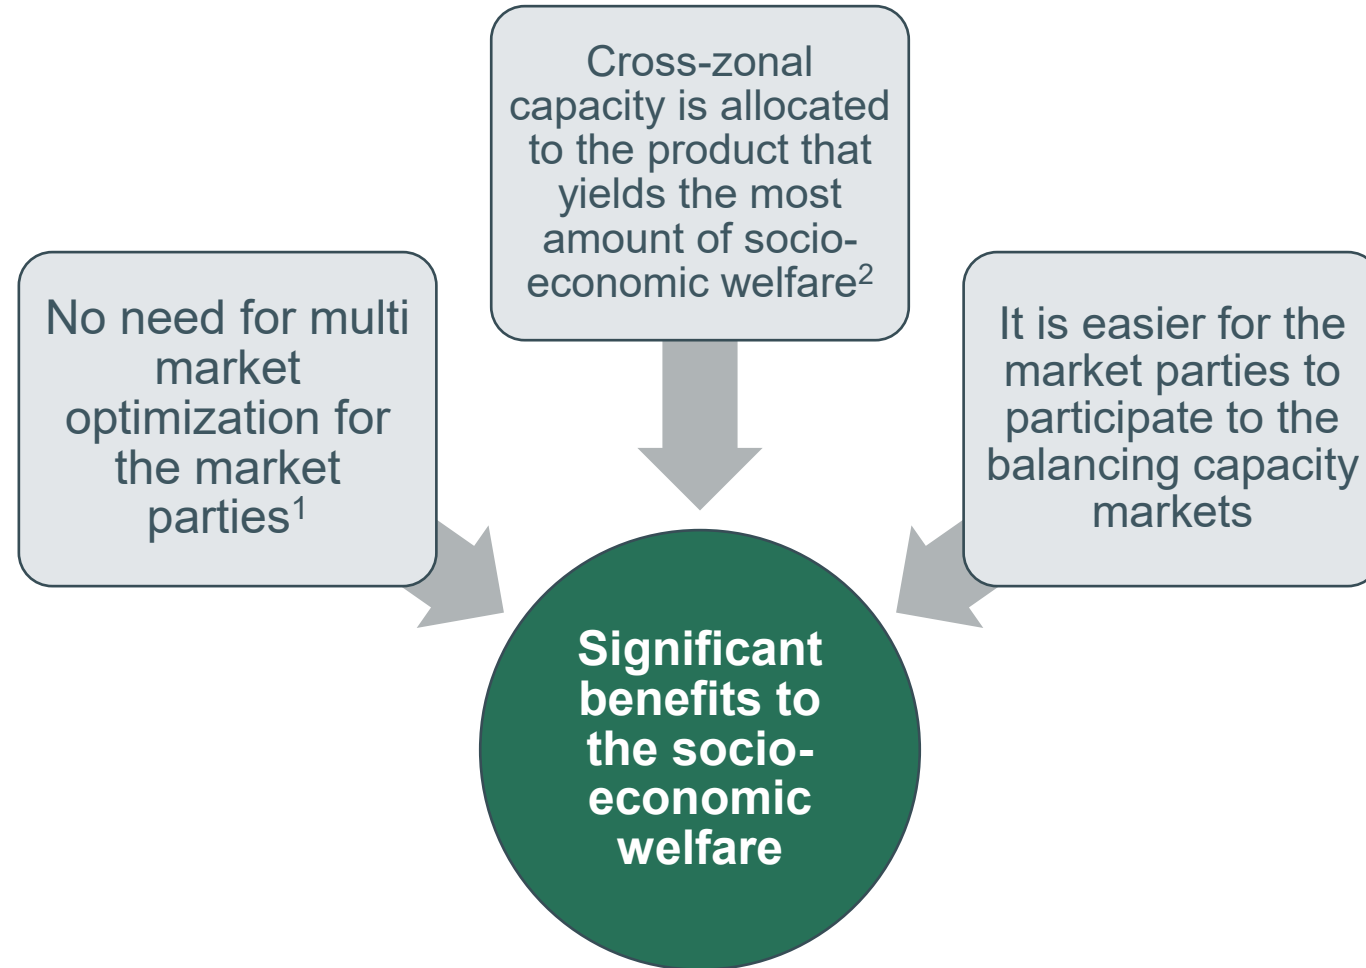 Cross-zonal
capacity is allocated
to the product that
yields the most
amount of socio-
economic welfare²
No need for multi
market
optimization for
the market
parties¹
It is easier for the
market parties to
participate to the
balancing capacity
markets
Significant
benefits to
the socio-
economic
welfare